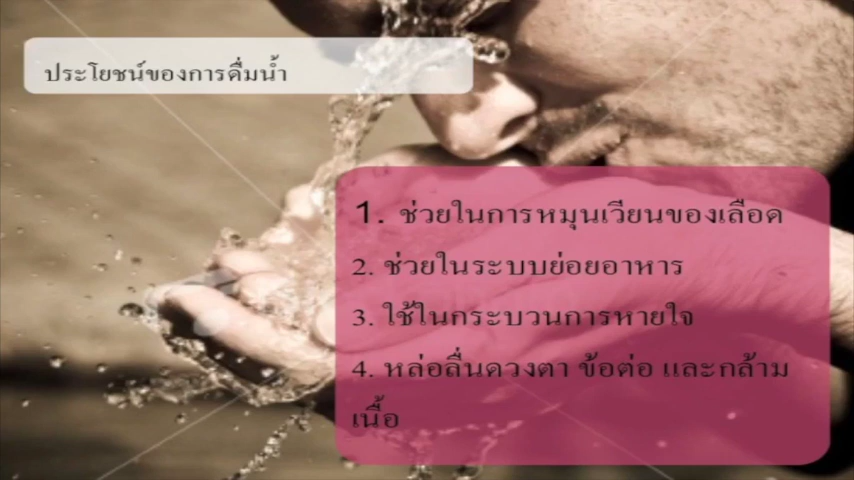 ประโยชน์ของการดื่มน้ำ
1. ช่วยในการหมุนเวียนของเลือด
2. ช่วยในระบบย่อยอาหาร
3. ใช้ในกระบวนการหายใจ
4. หล่อลื่นดวงตา ข้อต่อ และกล้าม
เนื้อ